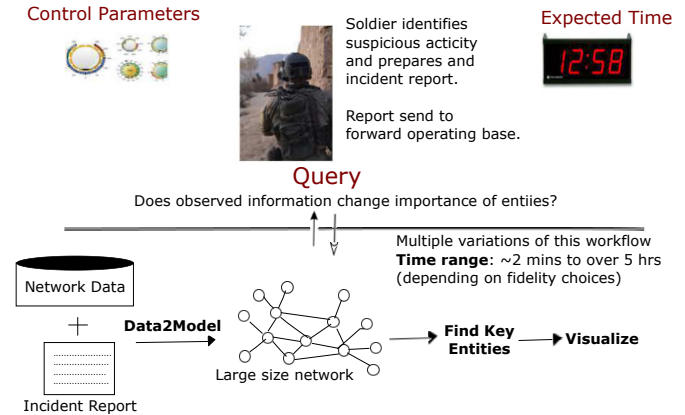 Control Parameters
Soldier identifies
suspicious acticity
and prepares and
incident report.
Report send to
forward operating base.
Expected Time
12:58
Query
Does observed information change importance of entiies?
Multiple variations of this workflow
Time range: ~2 mins to over 5 hrs
(depending on fidelity choices)
Network Data
Data2Model
Find Key
Entities
Visualize
Large size network
Incident Report